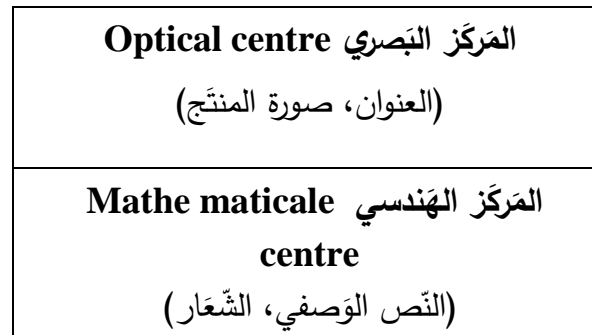 المَركَز البَصري Optical centre
(العنوان، صورة المنتَج)
المَركَز الهَندسي Mathe maticale
centre
(النّص الوَصفي، الشّعَار)